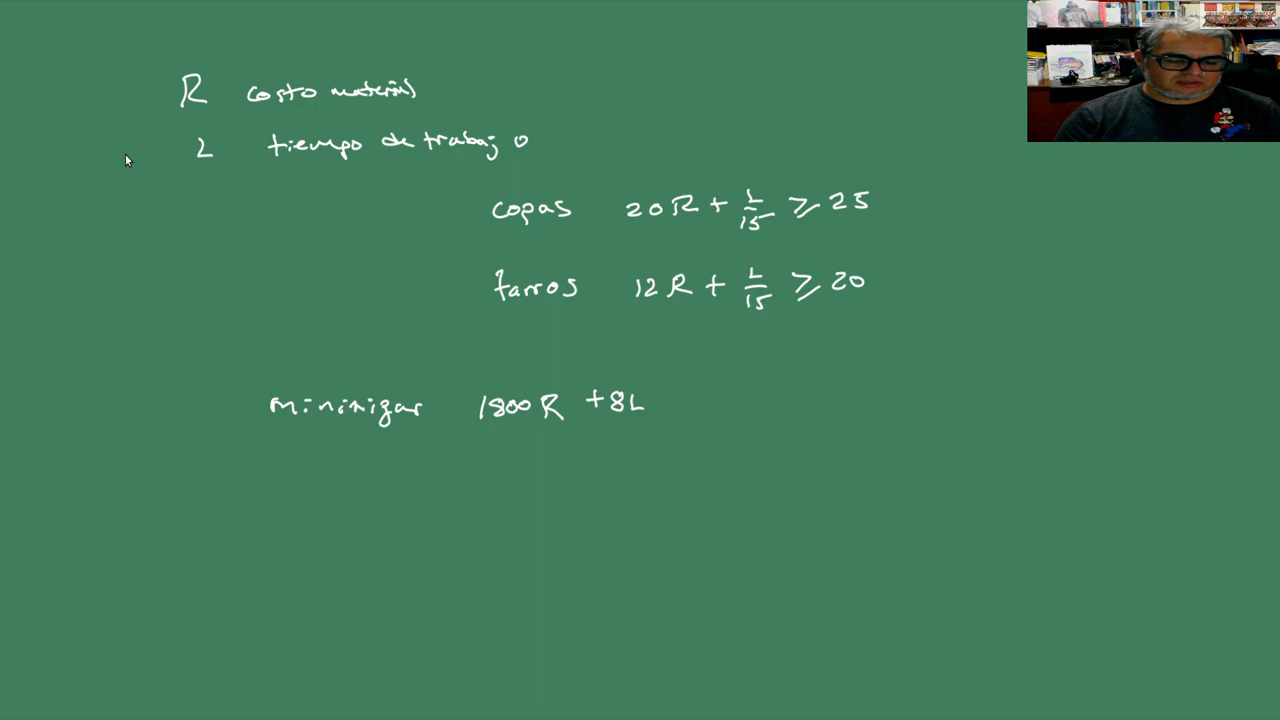 R costo material
L tiempo de trabajo
copas 20R + L/15 ≥ 25
tarros 12R + L/15 ≥ 20
minimizar 1800R + 8L